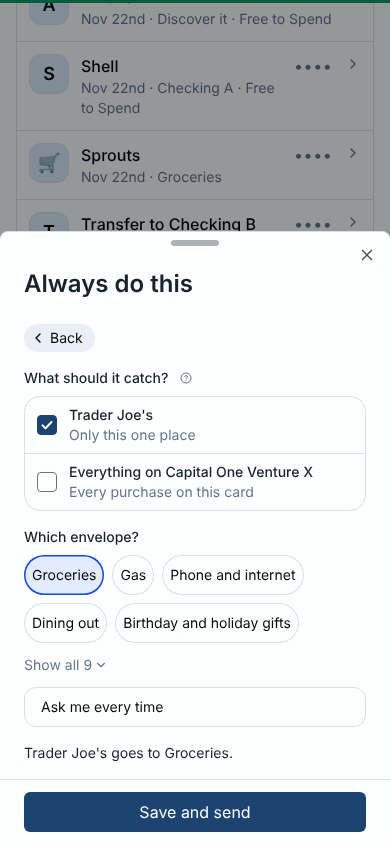 A
Nov 22nd · Discover it · Free to Spend
S
Shell
••••
Nov 22nd · Checking A · Free
to Spend
Sprouts
••••
Nov 22nd · Groceries
Transfer to Checking B
••••
Always do this
Back
What should it catch?
Trader Joe's
Only this one place
Everything on Capital One Venture X
Every purchase on this card
Which envelope?
Groceries Gas Phone and internet
Dining out Birthday and holiday gifts
Show all 9
Ask me every time
Trader Joe's goes to Groceries.
Save and send